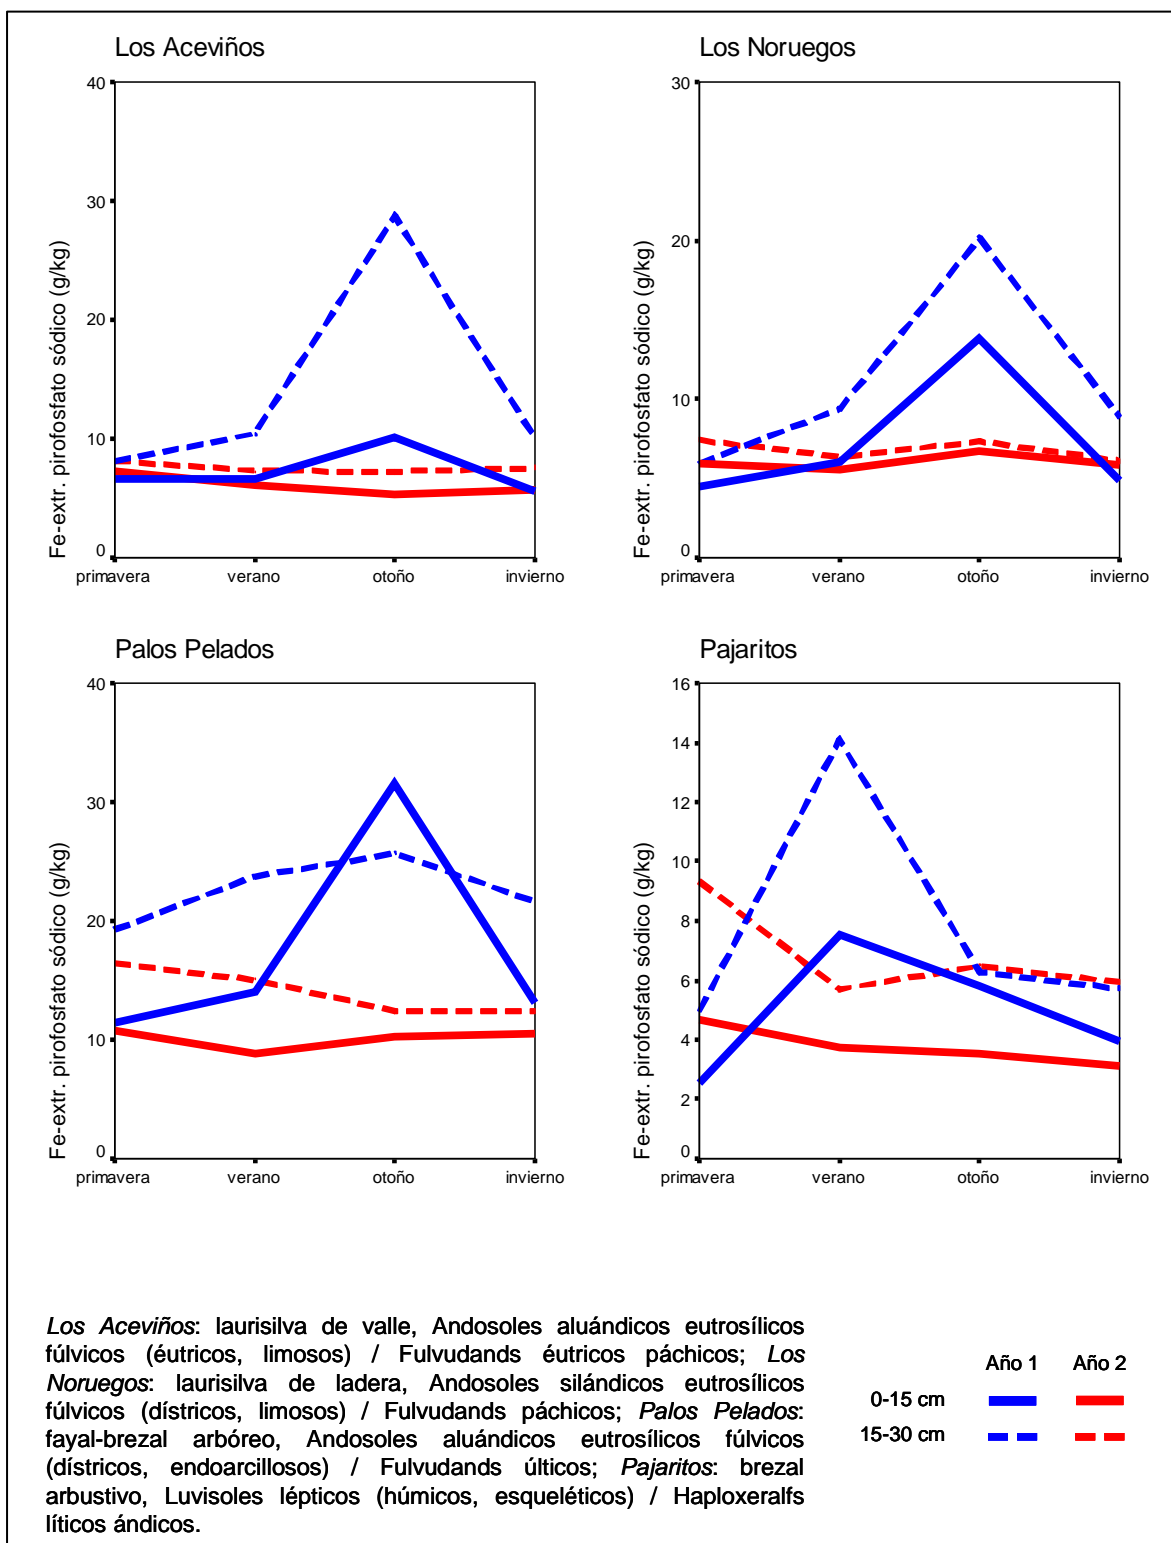 Los Aceviños
Fe-extr. pirofosfato sódico (g/kg)
40
30
20
10
0
primavera verano otoño invierno
Los Noruegos
Fe-extr. pirofosfato sódico (g/kg)
30
20
10
0
primavera verano otoño invierno
Palos Pelados
Fe-extr. pirofosfato sódico (g/kg)
40
30
20
10
0
primavera verano otoño invierno
Pajaritos
Fe-extr. pirofosfato sódico (g/kg)
16
14
12
10
8
6
4
2
0
primavera verano otoño invierno
Los Aceviños: laurisilva de valle, Andosoles aluándicos eutrosílicos
fúlvicos (éutricos, limosos) / Fulvudands éutricos páchicos; Los
Noruegos: laurisilva de ladera, Andosoles silándicos eutrosílicos
fúlvicos (dístricos, limosos) / Fulvudands páchicos; Palos Pelados:
fayal-brezal arbóreo, Andosoles aluándicos eutrosílicos fúlvicos
(dístricos, endoarcillosos) / Fulvudands últicos; Pajaritos: brezal
arbustivo, Luvisoles lépticos (húmicos, esqueléticos) / Haploxeralfs
líticos ándicos.
Año 1 Año 2
0-15 cm
15-30 cm